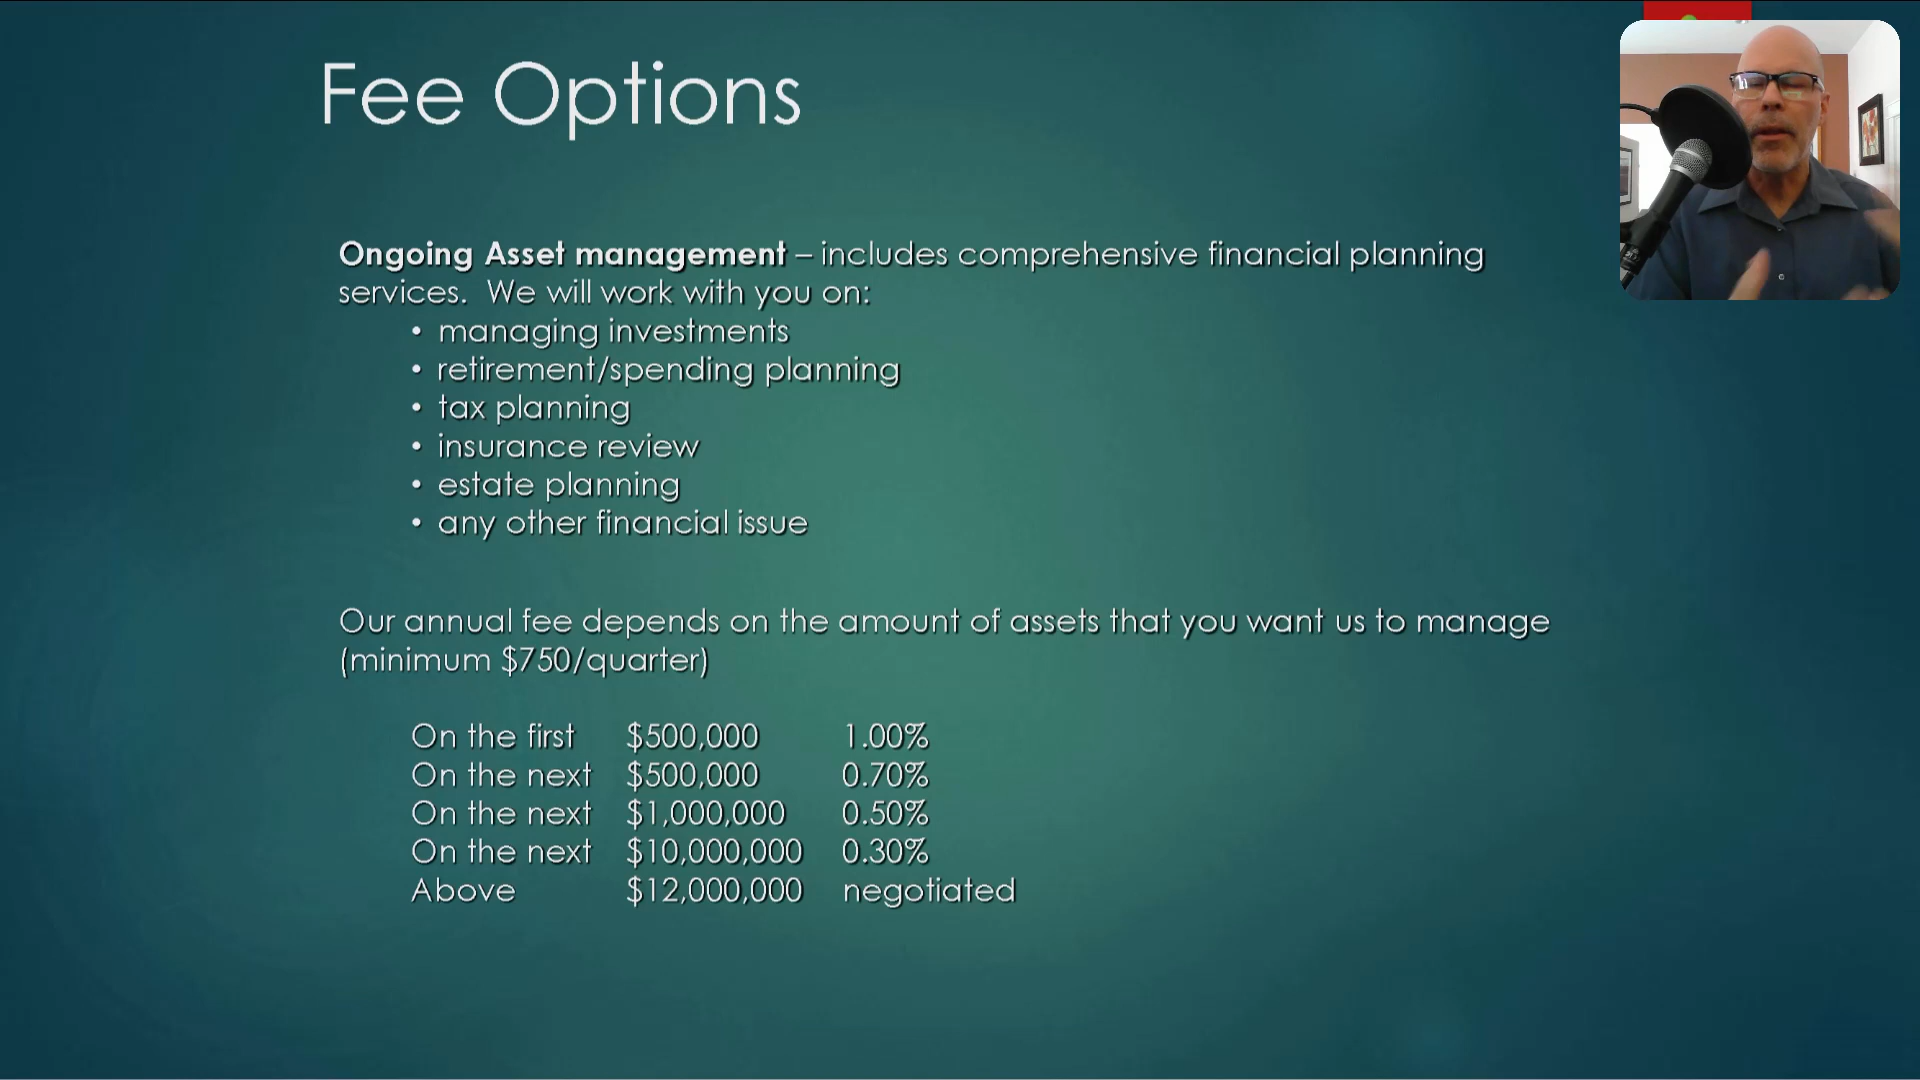 Fee Options
Ongoing Asset management – includes comprehensive financial planning
services.  We will work with you on:
• managing investments
• retirement/spending planning
• tax planning
• insurance review
• estate planning
• any other financial issue
Our annual fee depends on the amount of assets that you want us to manage
(minimum $750/quarter)
On the first $500,000 1.00%
On the next $500,000 0.70%
On the next $1,000,000 0.50%
On the next $10,000,000 0.30%
Above $12,000,000 negotiated